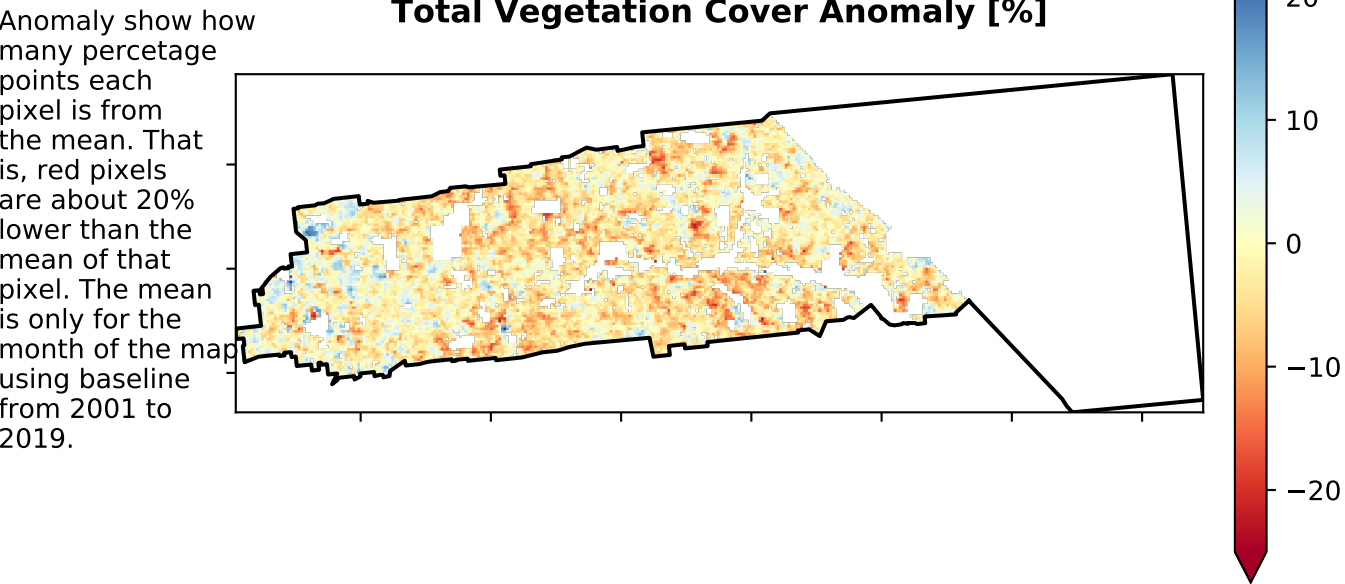 Total Vegetation Cover Anomaly [%]
Anomaly show how
many percetage
points each
pixel is from
the mean. That
is, red pixels
are about 20%
lower than the
mean of that
pixel. The mean
is only for the
month of the map
using baseline
from 2001 to
2019.
20
10
0
−10
−20